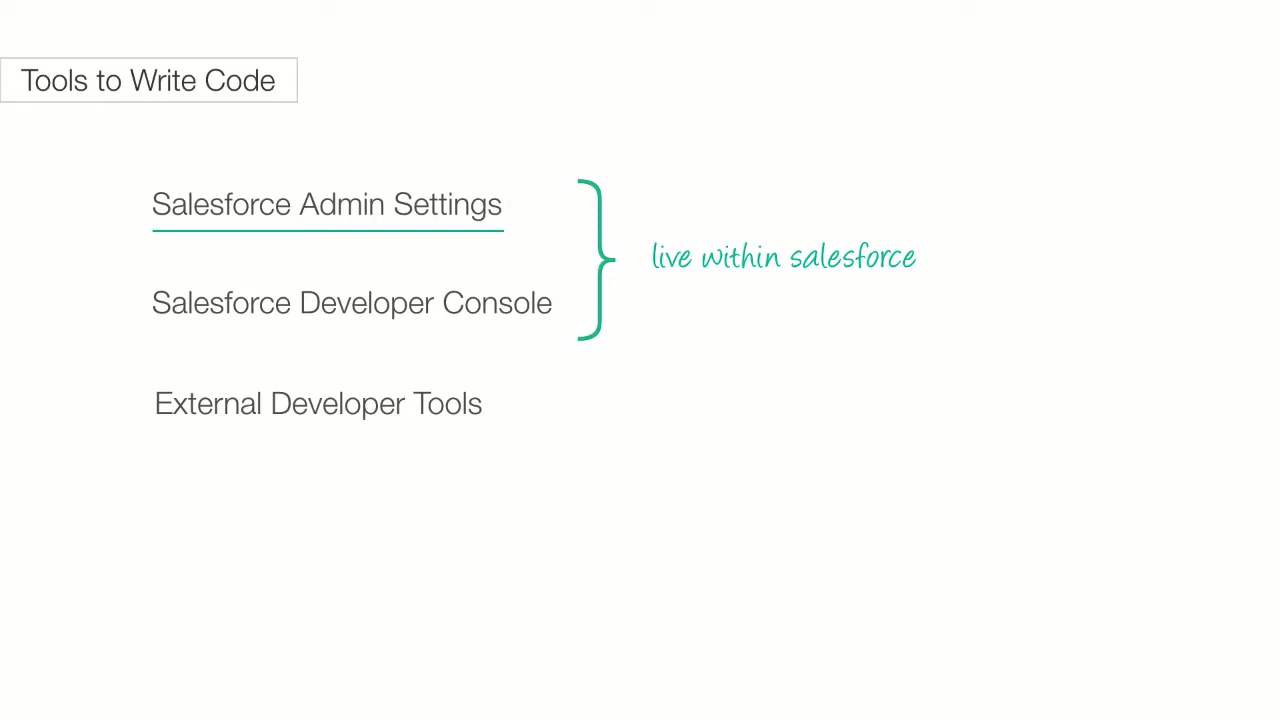 Tools to Write Code
Salesforce Admin Settings
live within salesforce
Salesforce Developer Console
External Developer Tools